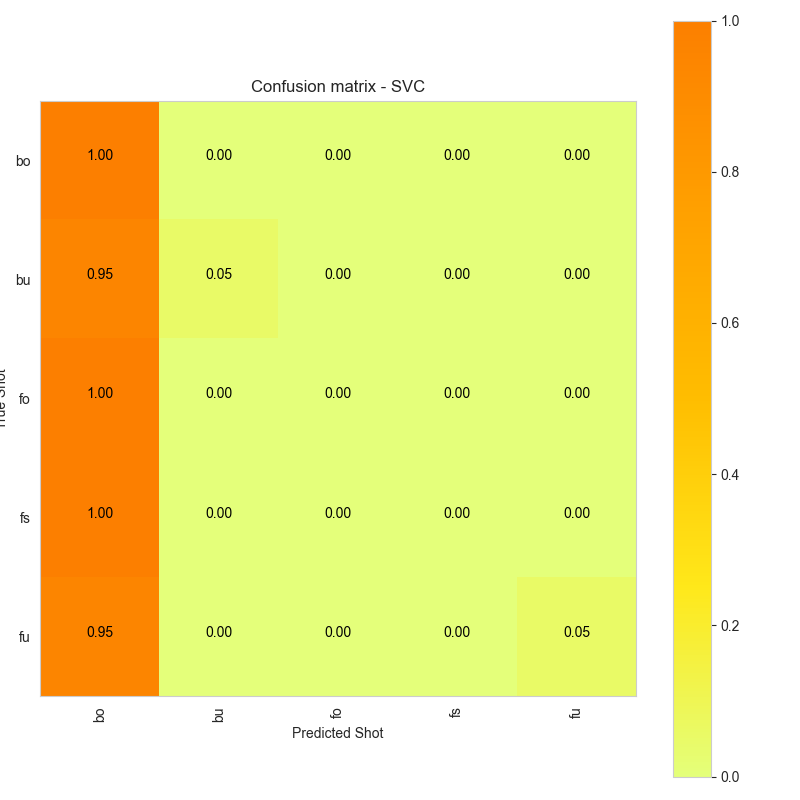 Confusion matrix - SVC
bo 1.00 0.00 0.00 0.00 0.00
bu 0.95 0.05 0.00 0.00 0.00
fo 1.00 0.00 0.00 0.00 0.00
fs 1.00 0.00 0.00 0.00 0.00
fu 0.95 0.00 0.00 0.00 0.05
bo bu fo fs fu
Predicted Shot
1.0
0.8
0.6
0.4
0.2
0.0